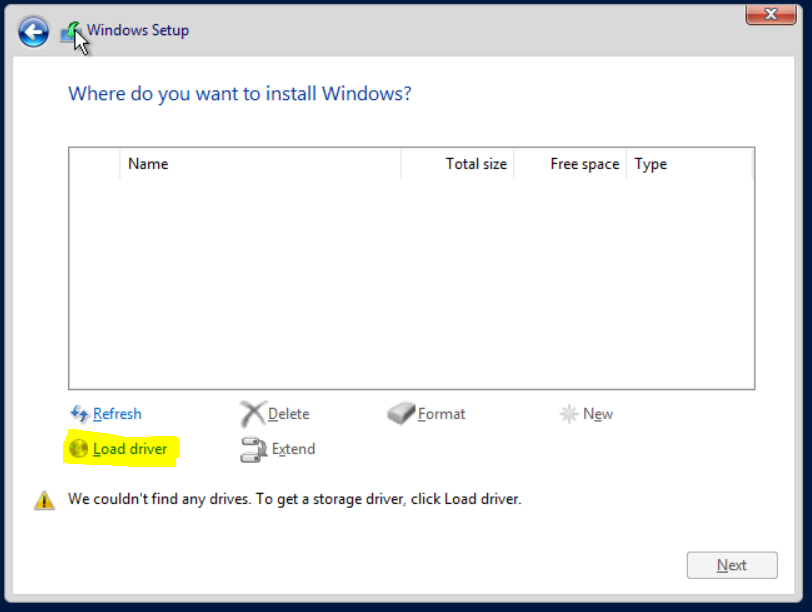 Windows Setup
Where do you want to install Windows?
Name Total size Free space Type
Refresh Delete Format New
Load driver Extend
We couldn't find any drives. To get a storage driver, click Load driver.
Next